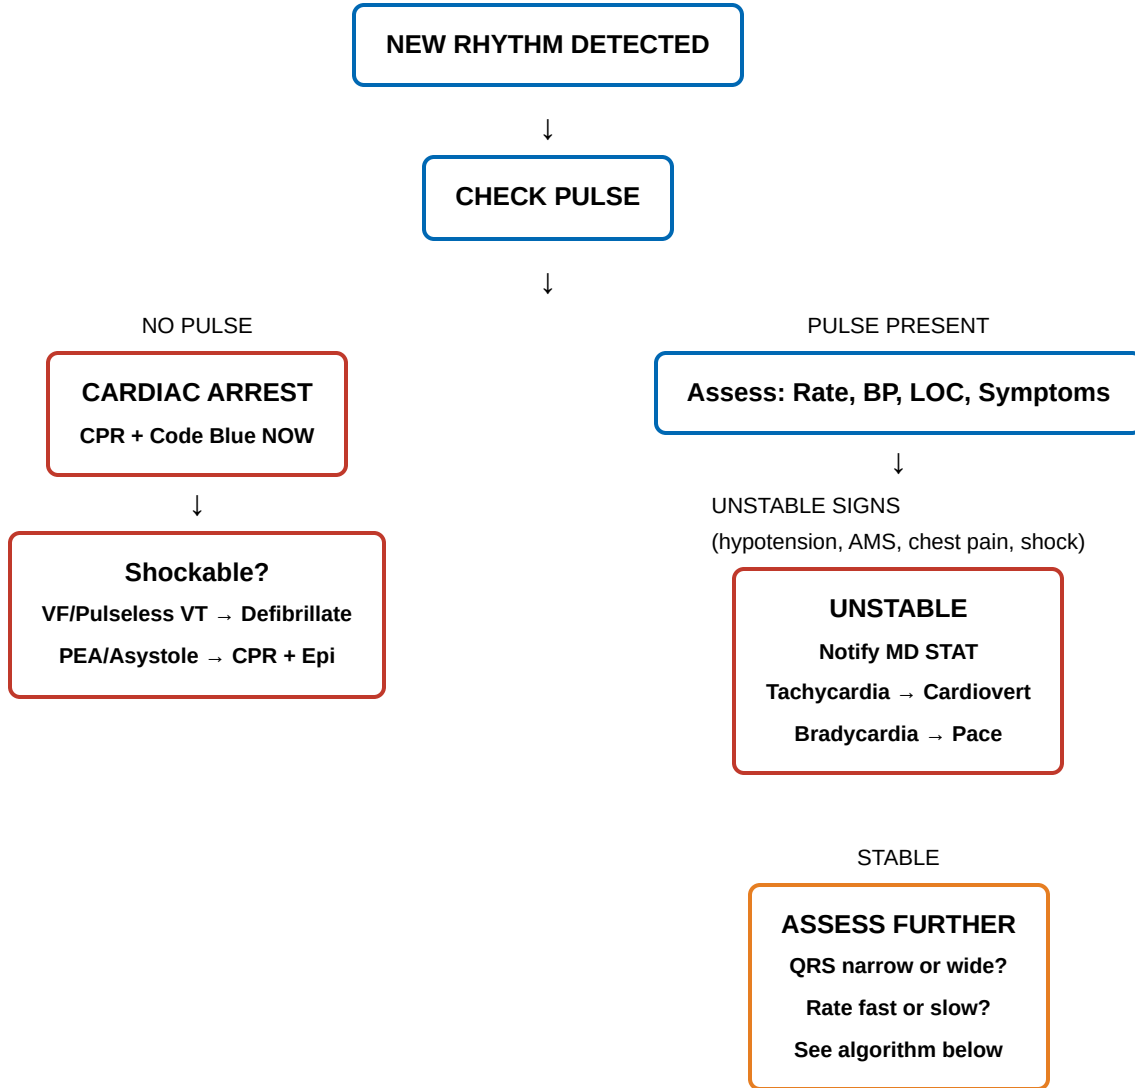 NEW RHYTHM DETECTED
↓
CHECK PULSE
↓
NO PULSE
CARDIAC ARREST
CPR + Code Blue NOW
↓
Shockable?
VF/Pulseless VT → Defibrillate
PEA/Asystole → CPR + Epi
PULSE PRESENT
Assess: Rate, BP, LOC, Symptoms
↓
UNSTABLE SIGNS
(hypotension, AMS, chest pain, shock)
UNSTABLE
Notify MD STAT
Tachycardia → Cardiovert
Bradycardia → Pace
STABLE
ASSESS FURTHER
QRS narrow or wide?
Rate fast or slow?
See algorithm below